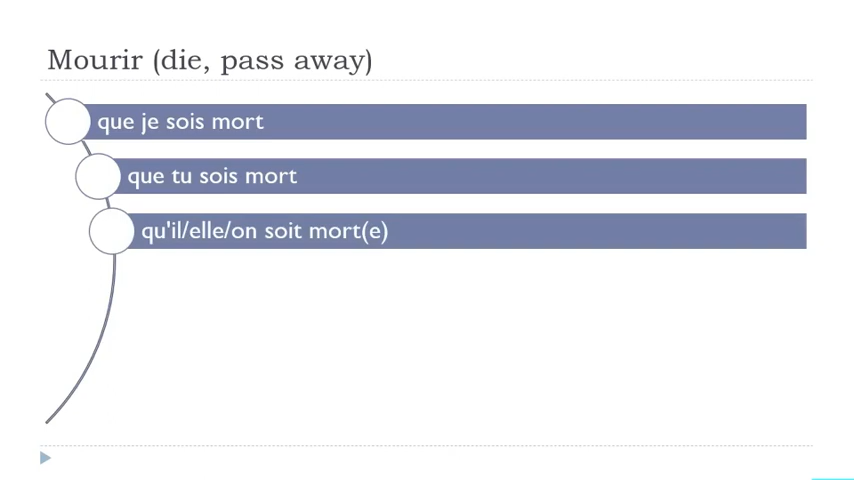 Mourir (die, pass away)
que je sois mort
que tu sois mort
qu'il/elle/on soit mort(e)